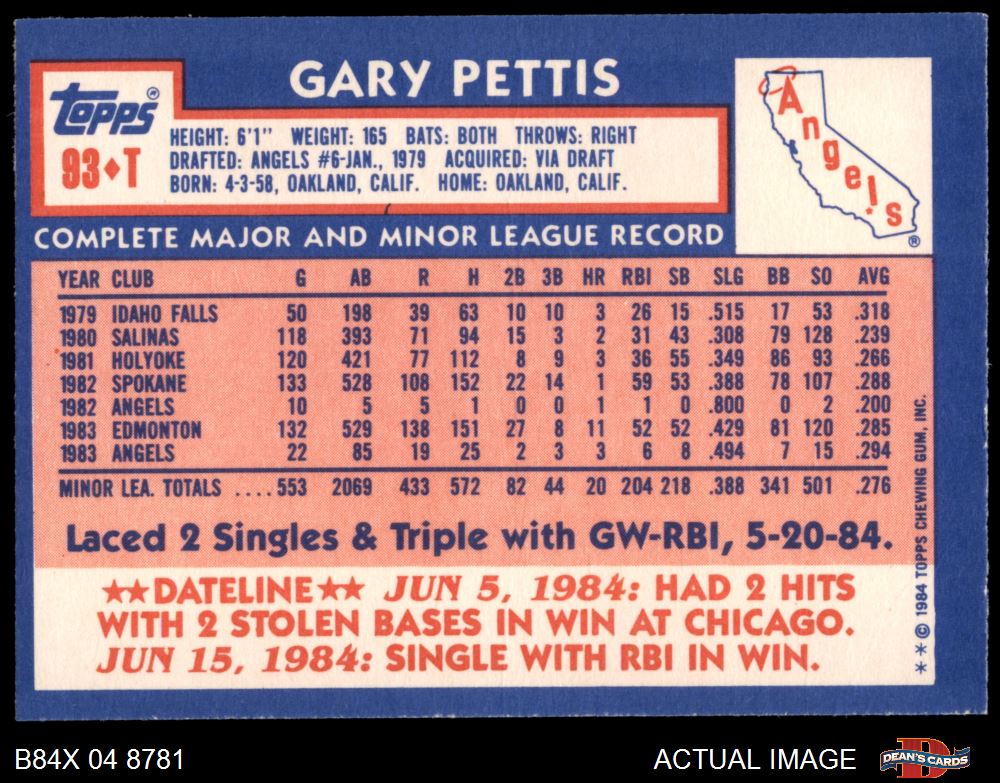 GARY PETTIS
TOPPS®
93♦T
HEIGHT: 6'1" WEIGHT: 165 BATS: BOTH THROWS: RIGHT
DRAFTED: ANGELS #6-JAN., 1979 ACQUIRED: VIA DRAFT
BORN: 4-3-58, OAKLAND, CALIF. HOME: OAKLAND, CALIF.
Angels
®
COMPLETE MAJOR AND MINOR LEAGUE RECORD
YEAR CLUB G AB R H 2B 3B HR RBI SB SLG BB SO AVG
1979 IDAHO FALLS 50 198 39 63 10 10 3 26 15 .515 17 53 .318
1980 SALINAS 118 393 71 94 15 3 2 31 43 .308 79 128 .239
1981 HOLYOKE 120 421 77 112 8 9 3 36 55 .349 86 93 .266
1982 SPOKANE 133 528 108 152 22 14 1 59 53 .388 78 107 .288
1982 ANGELS 10 5 5 1 0 0 1 1 0 .800 0 2 .200
1983 EDMONTON 132 529 138 151 27 8 11 52 52 .429 81 120 .285
1983 ANGELS 22 85 19 25 2 3 3 6 8 .494 7 15 .294
MINOR LEA. TOTALS ....553 2069 433 572 82 44 20 204 218 .388 341 501 .276
Laced 2 Singles & Triple with GW-RBI, 5-20-84.
★★DATELINE★★ JUN 5, 1984: HAD 2 HITS
WITH 2 STOLEN BASES IN WIN AT CHICAGO.
JUN 15, 1984: SINGLE WITH RBI IN WIN.
**© 1984 TOPPS CHEWING GUM, INC.
B84X 04 8781
ACTUAL IMAGE
D
DEAN'S CARDS